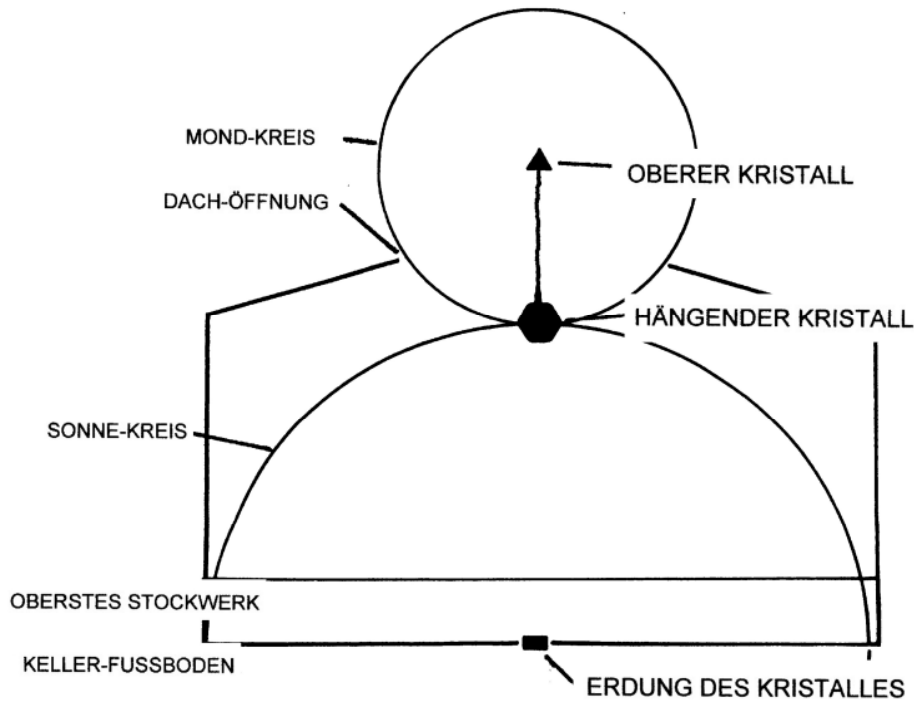 MOND-KREIS
OBERER KRISTALL
DACH-ÖFFNUNG
HÄNGENDER KRISTALL
SONNE-KREIS
OBERSTES STOCKWERK
KELLER-FUSSBODEN
ERDUNG DES KRISTALLES